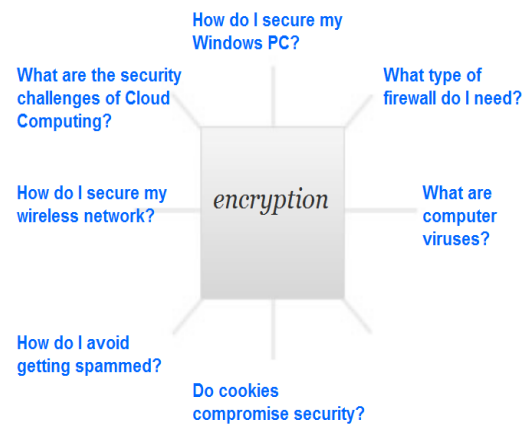 How do I secure my
Windows PC?
What are the security
challenges of Cloud
Computing?
What type of
firewall do I need?
How do I secure my
wireless network?
encryption
What are
computer
viruses?
How do I avoid
getting spammed?
Do cookies
compromise security?